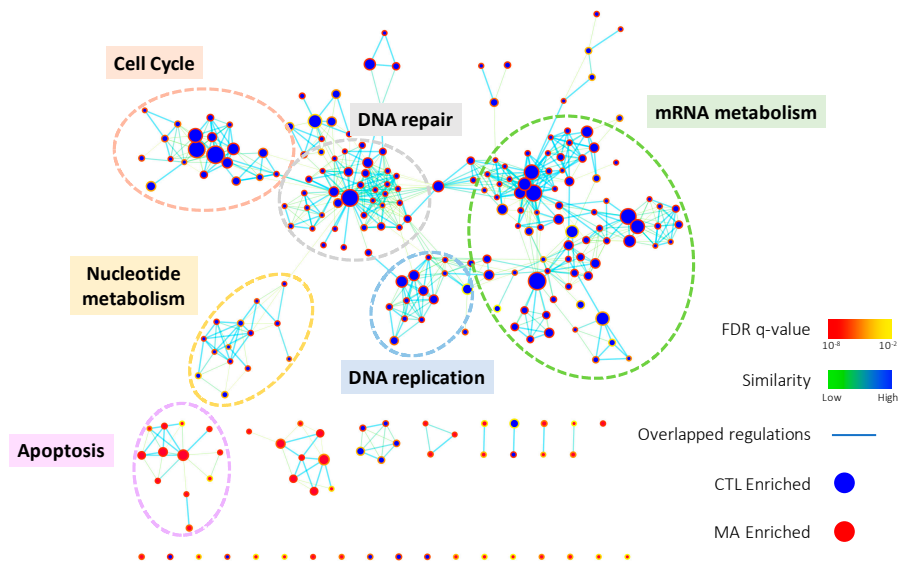 Cell Cycle
DNA repair
mRNA metabolism
Nucleotide
metabolism
DNA replication
Apoptosis
FDR q-value
10-8
10-2
Similarity
Low
High
Overlapped regulations
CTL Enriched
MA Enriched